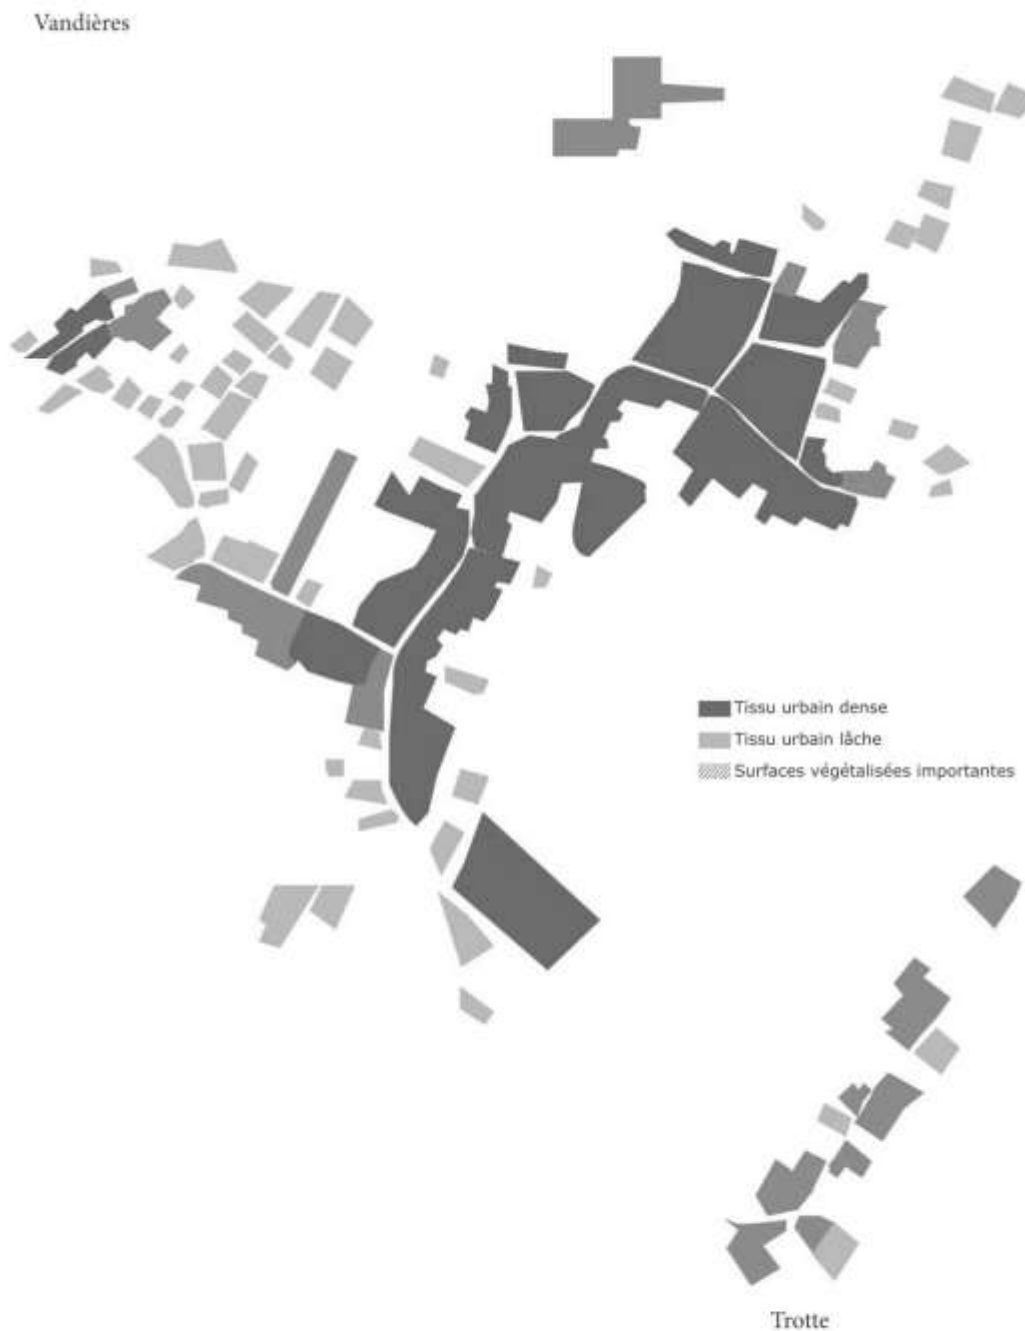 Vandières
Tissu urbain dense
Tissu urbain lâche
Surfaces végétalisées importantes
Trotte